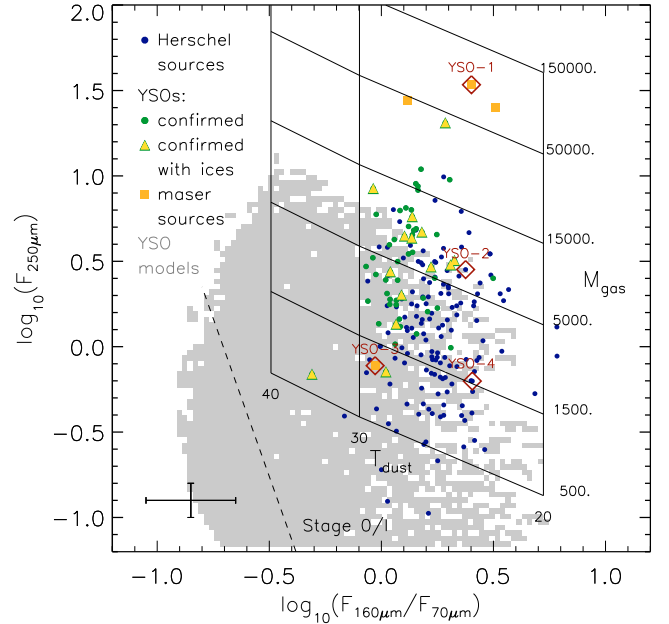 2.0
1.5
1.0
0.5
0.0
−0.5
−1.0
log10(F250μm)
Herschel
sources
YSOs:
confirmed
confirmed
with ices
maser
sources
YSO
models
YSO-1
YSO-2
YSO-3
YSO-4
150000.
50000.
15000.
5000.
1500.
500.
Mgas
40
30
20
Tdust
Stage 0/I
−1.0
−0.5
0.0
0.5
1.0
log10(F160μm/F70μm)